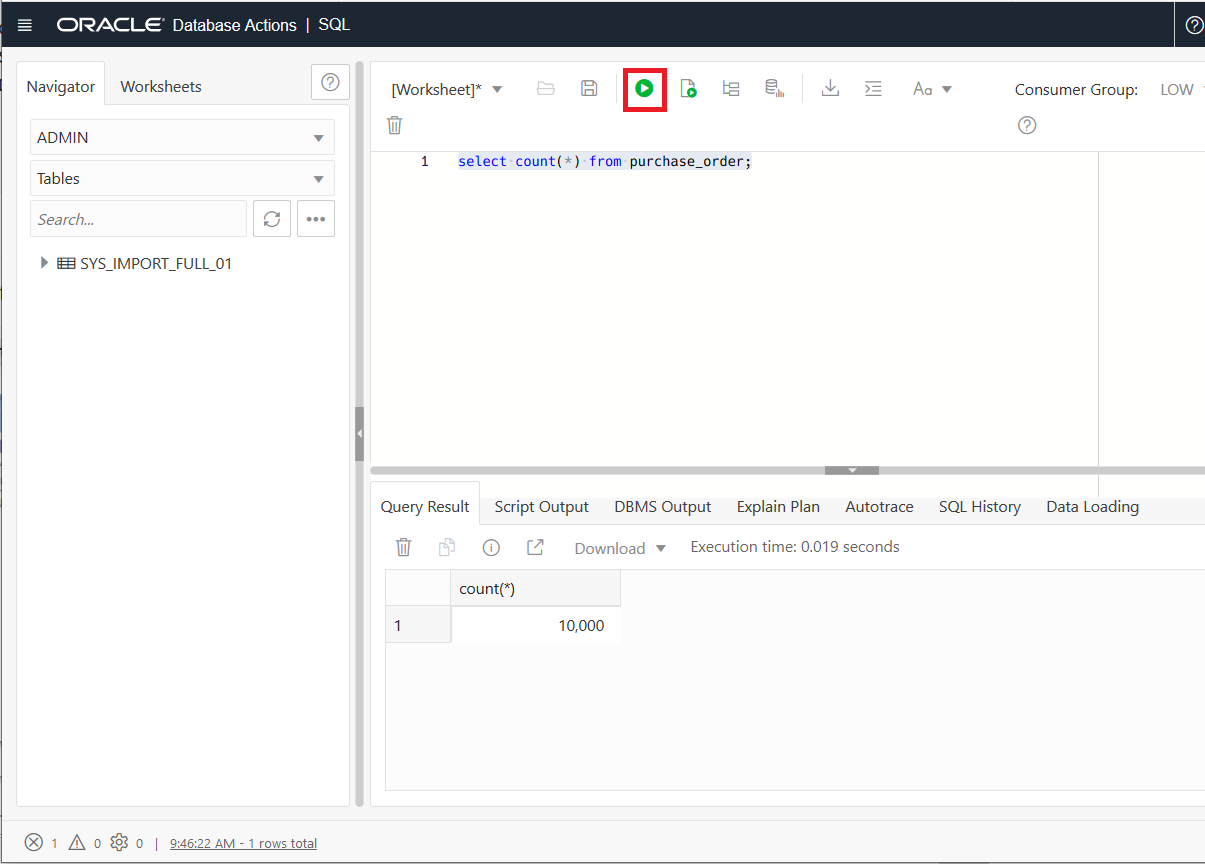 ORACLE Database Actions | SQL
Navigator Worksheets
[Worksheet]* Aa Consumer Group: LOW
ADMIN
Tables
Search...
SYS_IMPORT_FULL_01
1 select count(*) from purchase_order;
Query Result Script Output DBMS Output Explain Plan Autotrace SQL History Data Loading
Download Execution time: 0.019 seconds
count(*)
1 10,000
1 0 0 | 9:46:22 AM - 1 rows total